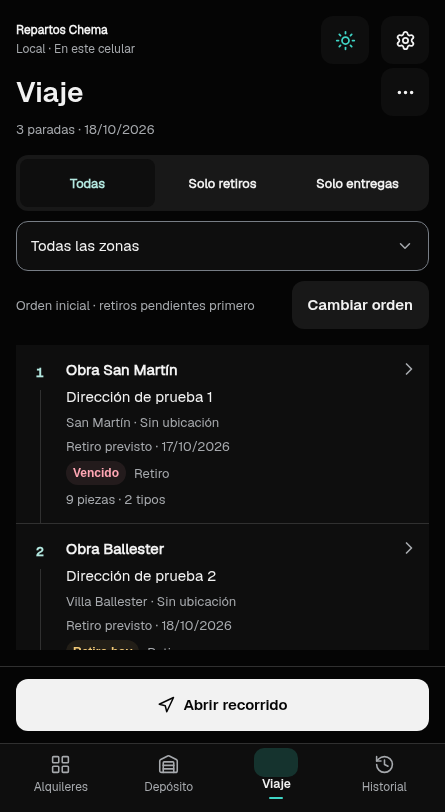 Repartos Chema
Local · En este celular
Viaje
3 paradas · 18/10/2026
Todas
Solo retiros
Solo entregas
Todas las zonas
Orden inicial · retiros pendientes primero
Cambiar orden
1
Obra San Martín
Dirección de prueba 1
San Martín · Sin ubicación
Retiro previsto · 17/10/2026
Vencido Retiro
9 piezas · 2 tipos
2
Obra Ballester
Dirección de prueba 2
Villa Ballester · Sin ubicación
Retiro previsto · 18/10/2026
Retiro hoy Retiro
Abrir recorrido
Alquileres
Depósito
Viaje
Historial